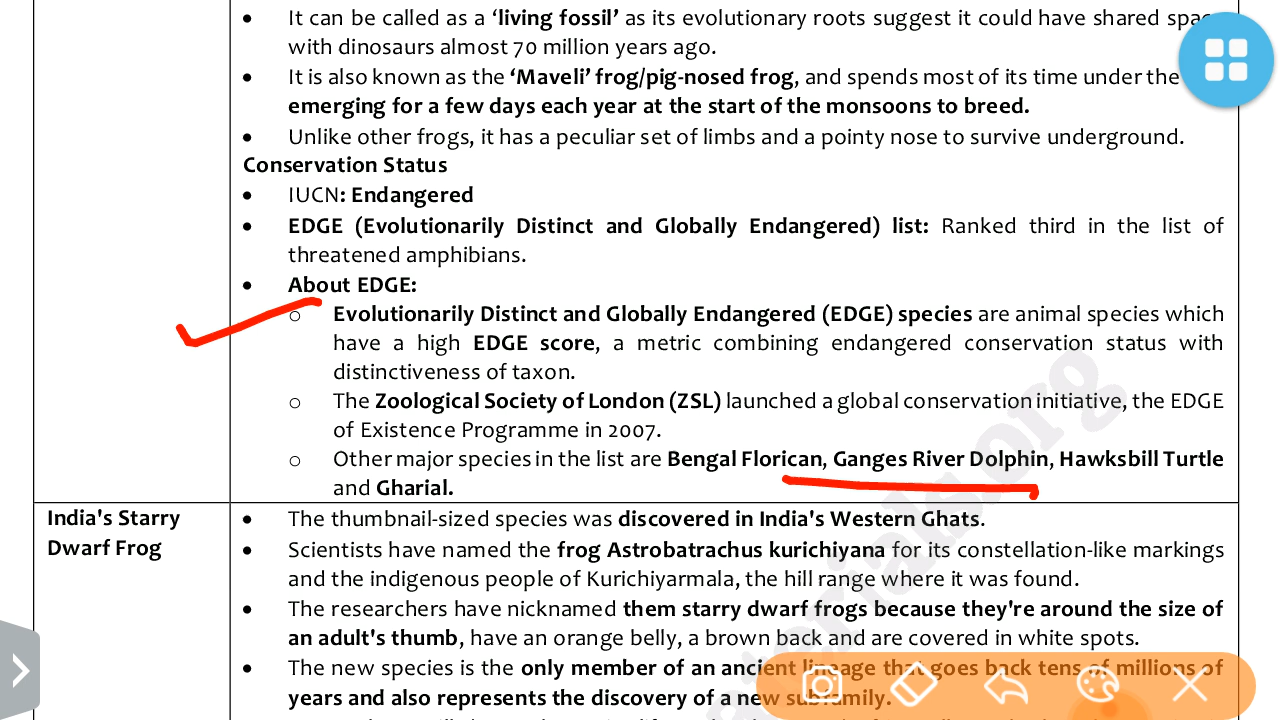 It can be called as a ‘living fossil’ as its evolutionary roots suggest it could have shared
with dinosaurs almost 70 million years ago.
It is also known as the ‘Maveli’ frog/pig-nosed frog, and spends most of its time under the
emerging for a few days each year at the start of the monsoons to breed.
Unlike other frogs, it has a peculiar set of limbs and a pointy nose to survive underground.
Conservation Status
IUCN: Endangered
EDGE (Evolutionarily Distinct and Globally Endangered) list: Ranked third in the list of
threatened amphibians.
About EDGE:
Evolutionarily Distinct and Globally Endangered (EDGE) species are animal species which
have a high EDGE score, a metric combining endangered conservation status with
distinctiveness of taxon.
The Zoological Society of London (ZSL) launched a global conservation initiative, the EDGE
of Existence Programme in 2007.
Other major species in the list are Bengal Florican, Ganges River Dolphin, Hawksbill Turtle
and Gharial.
India's Starry
Dwarf Frog
The thumbnail-sized species was discovered in India's Western Ghats.
Scientists have named the frog Astrobatrachus kurichiyana for its constellation-like markings
and the indigenous people of Kurichiyarmala, the hill range where it was found.
The researchers have nicknamed them starry dwarf frogs because they're around the size of
an adult's thumb, have an orange belly, a brown back and are covered in white spots.
The new species is the only member of an ancient lineage that goes back tens of millions of
years and also represents the discovery of a new subfamily.